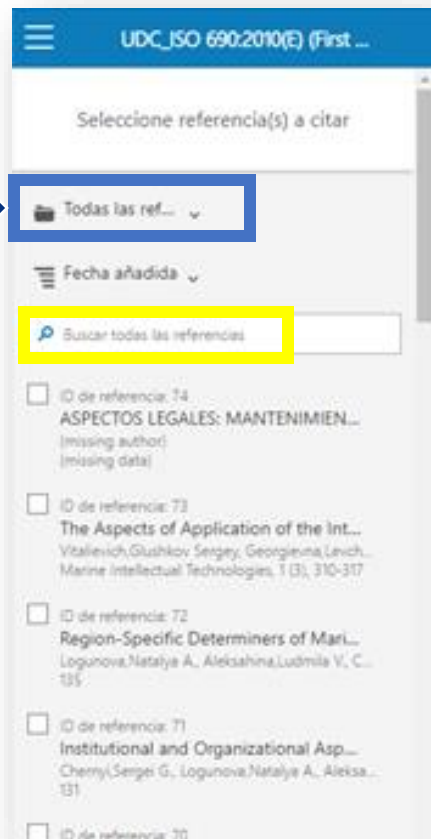 UDC_ISO 690:2010(E) (First ...
Seleccione referencia(s) a citar
Todas las ref...
Fecha añadida
Buscar todas las referencias
ID de referencia: 74
ASPECTOS LEGALES: MANTENIMIEN...
(missing author)
(missing data)
ID de referencia: 73
The Aspects of Application of the Int...
Vitalievich,Glushkov Sergey, Georgievna,Levch...
Marine Intellectual Technologies, 1 (3), 310-317
ID de referencia: 72
Region-Specific Determiners of Mari...
Logunova,Natalya A., Aleksahina,Ludmila V., C...
135
ID de referencia: 71
Institutional and Organizational Asp...
Chernyi,Sergei G., Logunova,Natalya A., Aleksa...
131
ID de referencia: 70